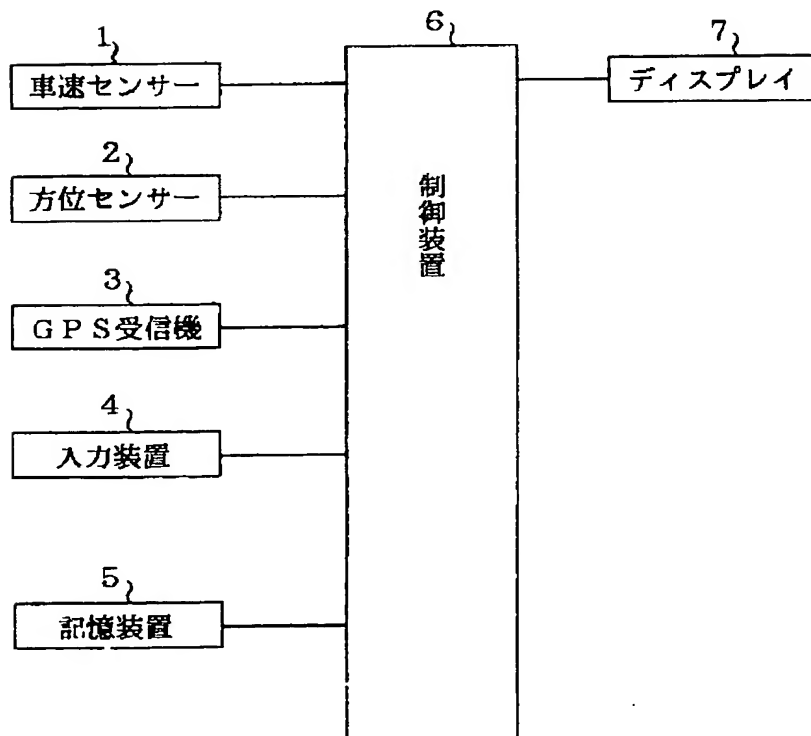 1
車速センサー
2
方位センサー
3
ＧＰＳ受信機
4
入力装置
5
記憶装置
6
制御装置
7
ディスプレイ